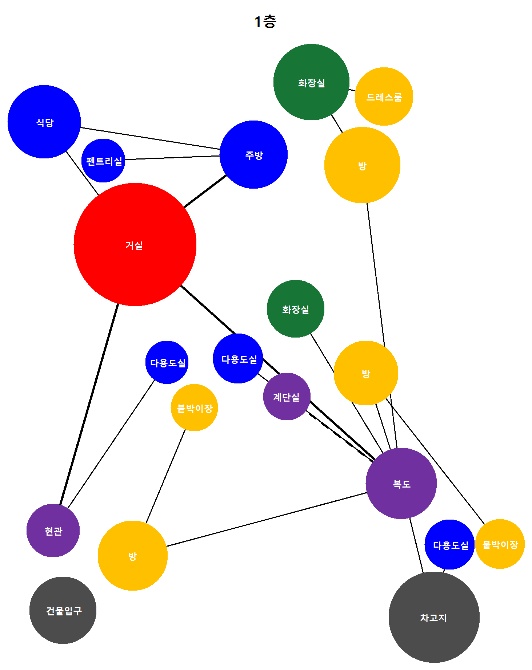 1층
화장실
드레스룸
식당
팬트리실
주방
방
거실
화장실
다용도실
다용도실
방
계단실
붙박이장
복도
현관
방
다용도실
붙박이장
건물입구
차고지